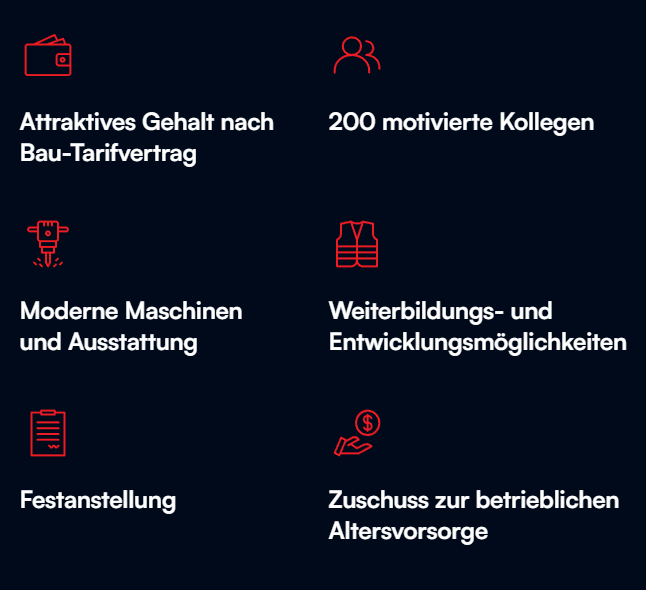 Attraktives Gehalt nach
Bau-Tarifvertrag
200 motivierte Kollegen
Moderne Maschinen
und Ausstattung
Weiterbildungs- und
Entwicklungsmöglichkeiten
Festanstellung
Zuschuss zur betrieblichen
Altersvorsorge